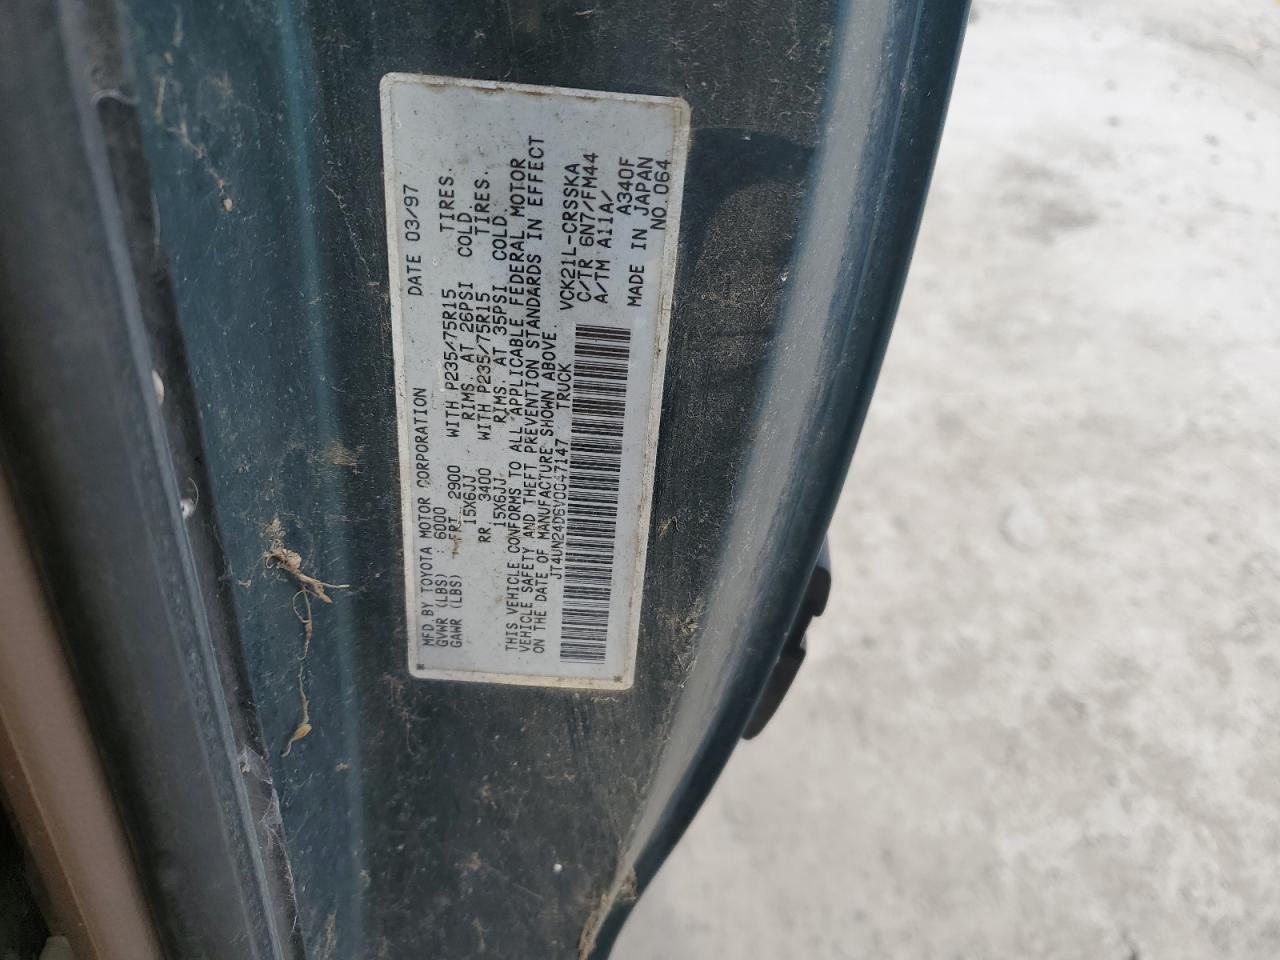 MFD. BY TOYOTA MOTOR CORPORATION DATE 03/97
GVWR (LBS) : 6000
GAWR (LBS) FRT 2900 WITH P235/75R15 TIRES.
15X6JJ RIMS. AT 26PSI COLD
RR. 3400 WITH P235/75R15 TIRES.
15X6JJ RIMS. AT 35PSI COLD.
THIS VEHICLE CONFORMS TO ALL APPLICABLE FEDERAL MOTOR
VEHICLE SAFETY AND THEFT PREVENTION STANDARDS IN EFFECT
ON THE DATE OF MANUFACTURE SHOWN ABOVE.
JT4UN24D6V0047147 TRUCK
VCK21L-CRSSKA
C/TR 6N7/FM44
A/TM A11A/
A340F
MADE IN JAPAN
NO 064